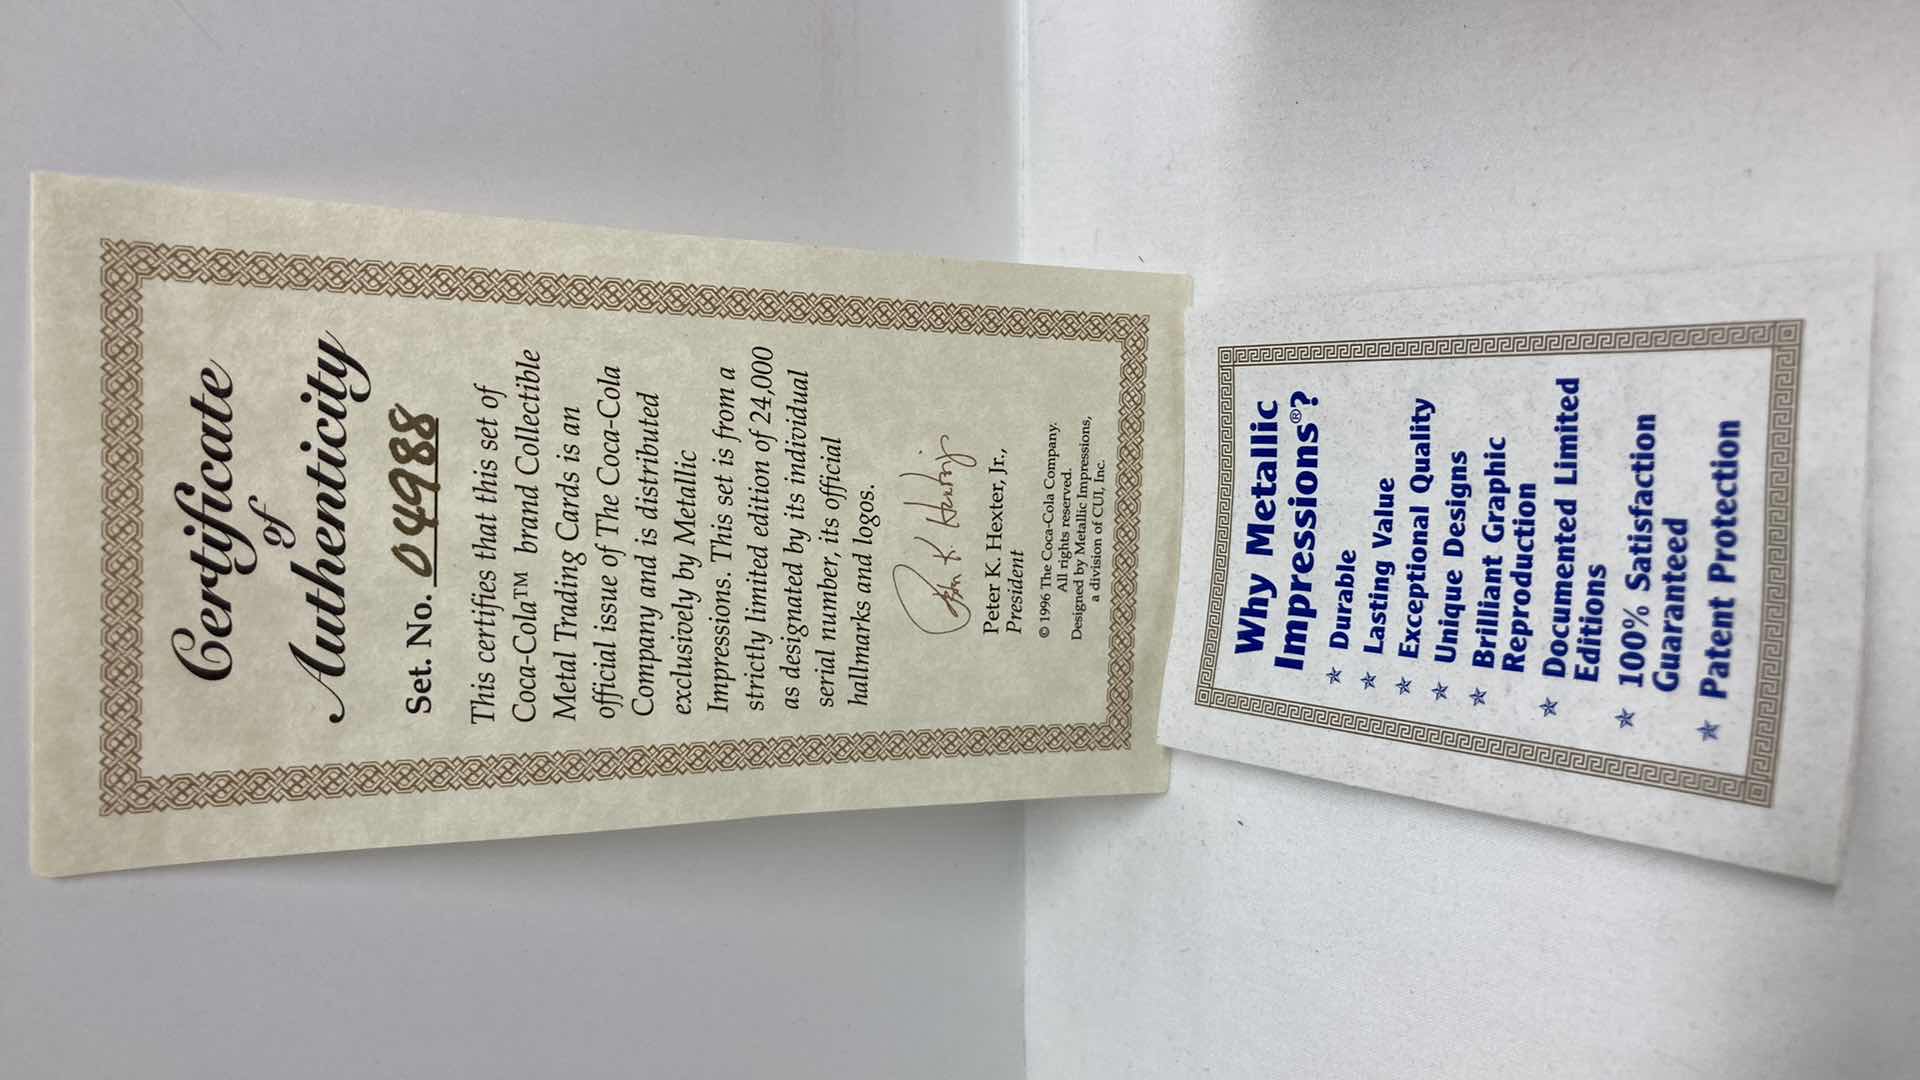 Certificate
of
Authenticity
Set. No. 04988
This certifies that this set of
Coca-Cola™ brand Collectible
Metal Trading Cards is an
official issue of The Coca-Cola
Company and is distributed
exclusively by Metallic
Impressions. This set is from a
strictly limited edition of 24,000
as designated by its individual
serial number, its official
hallmarks and logos.
Peter K. Hexter, Jr.,
President
© 1996 The Coca-Cola Company.
All rights reserved.
Designed by Metallic Impressions,
a division of CUI, Inc.
Why Metallic
Impressions®?
★ Durable
★ Lasting Value
★ Exceptional Quality
★ Unique Designs
★ Brilliant Graphic
Reproduction
★ Documented Limited
Editions
★ 100% Satisfaction
Guaranteed
★ Patent Protection